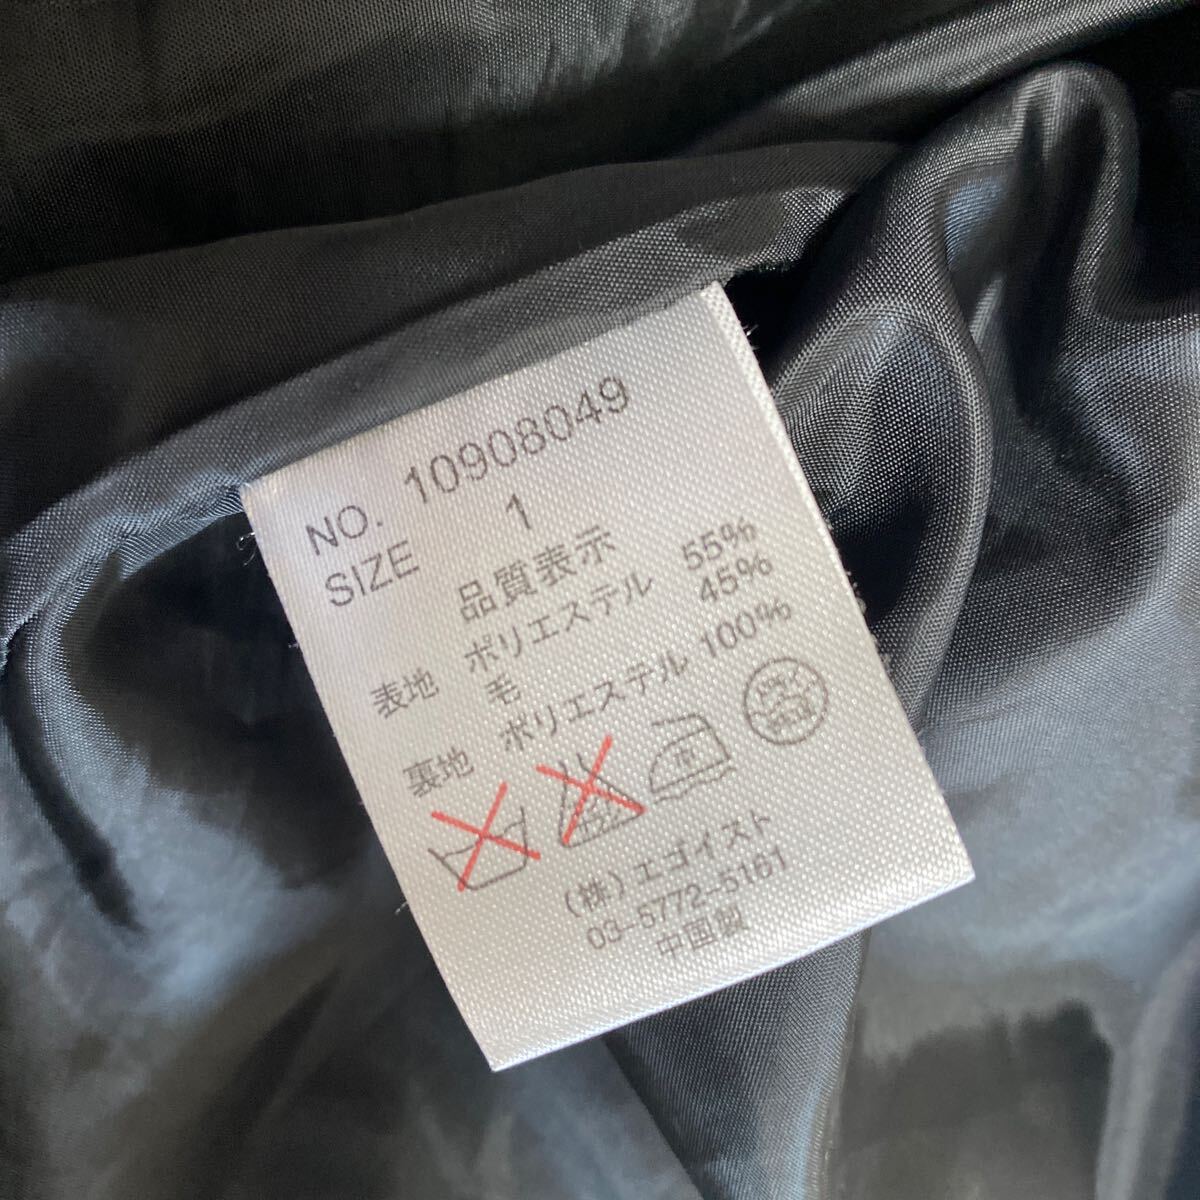 NO. 10908049
SIZE 1
品質表示
表地 ポリエステル 55%
毛 45%
裏地 ポリエステル 100%
中
(株)エゴイスト
03-5772-5161
中国製